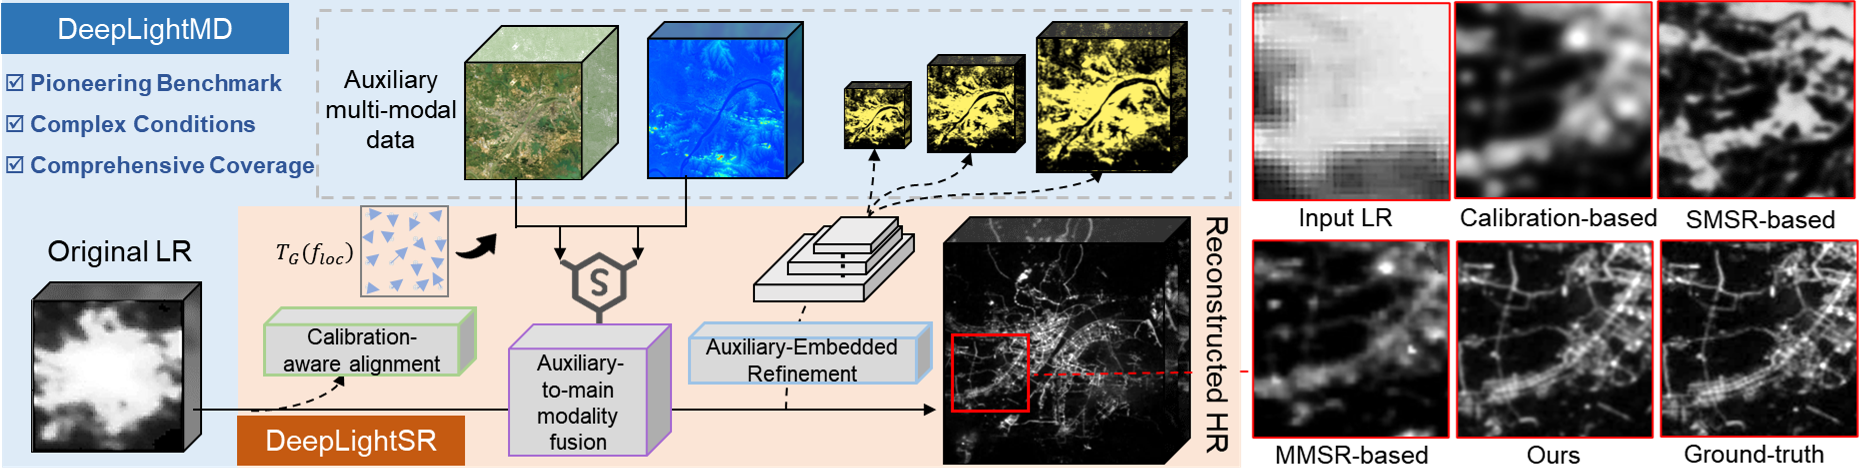 DeepLightMD
☑ Pioneering Benchmark
☑ Complex Conditions
☑ Comprehensive Coverage
Auxiliary
multi-modal
data
Original LR
T_G(f_loc)
S
Calibration-
aware alignment
Auxiliary-
to-main
modality
fusion
Auxiliary-Embedded
Refinement
DeepLightSR
Reconstructed HR
Input LR
Calibration-based
SMSR-based
MMSR-based
Ours
Ground-truth